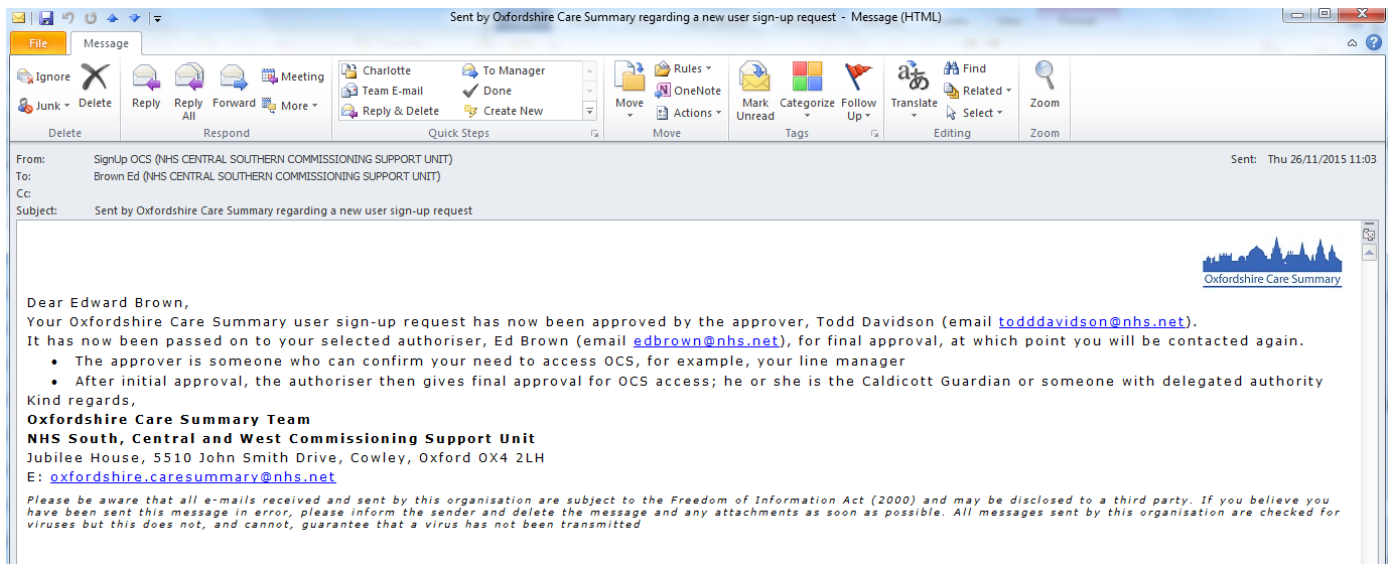 Sent by Oxfordshire Care Summary regarding a new user sign-up request - Message (HTML)
File Message
Ignore
Junk
Delete
Reply
Reply All
Forward
Meeting
More
Charlotte To Manager
Team E-mail Done
Reply & Delete Create New
Move
Rules
OneNote
Actions
Mark Unread
Categorize
Follow Up
Translate
Find
Related
Select
Zoom
Delete Respond Quick Steps Move Tags Editing Zoom
From: SignUp OCS (NHS CENTRAL SOUTHERN COMMISSIONING SUPPORT UNIT) Sent: Thu 26/11/2015 11:03
To: Brown Ed (NHS CENTRAL SOUTHERN COMMISSIONING SUPPORT UNIT)
Cc:
Subject: Sent by Oxfordshire Care Summary regarding a new user sign-up request
Oxfordshire Care Summary
Dear Edward Brown,
Your Oxfordshire Care Summary user sign-up request has now been approved by the approver, Todd Davidson (email todddavidson@nhs.net).
It has now been passed on to your selected authoriser, Ed Brown (email edbrown@nhs.net), for final approval, at which point you will be contacted again.
• The approver is someone who can confirm your need to access OCS, for example, your line manager
• After initial approval, the authoriser then gives final approval for OCS access; he or she is the Caldicott Guardian or someone with delegated authority
Kind regards,
Oxfordshire Care Summary Team
NHS South, Central and West Commissioning Support Unit
Jubilee House, 5510 John Smith Drive, Cowley, Oxford OX4 2LH
E: oxfordshire.caresummary@nhs.net
Please be aware that all e-mails received and sent by this organisation are subject to the Freedom of Information Act (2000) and may be disclosed to a third party. If you believe you
have been sent this message in error, please inform the sender and delete the message and any attachments as soon as possible. All messages sent by this organisation are checked for
viruses but this does not, and cannot, guarantee that a virus has not been transmitted